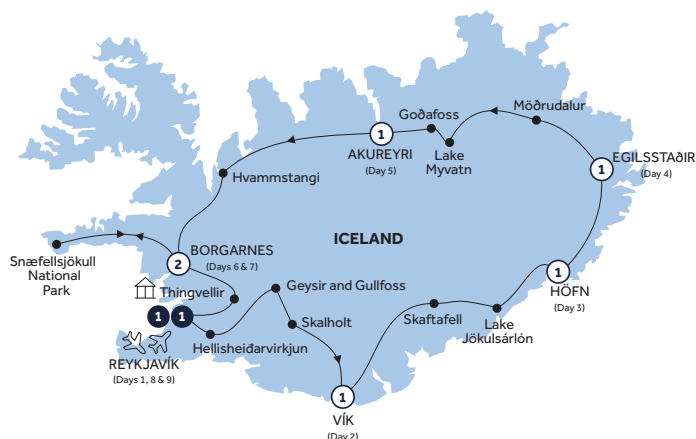 Goðafoss
Möðrudalur
1
AKUREYRI
(Day 5)
Lake
Myvatn
EGILSSTAðIR
1
(Day 4)
Hvammstangi
ICELAND
Snæfellsjökull
National
Park
2
BORGARNES
(Days 6 & 7)
Thingvellir
Geysir and Gullfoss
1
HÖFN
(Day 3)
1
1
Skalholt
Skaftafell
Lake
Jökulsárlón
Hellisheiðarvirkjun
REYKJAVÍK
(Days 1, 8 & 9)
1
VÍK
(Day 2)